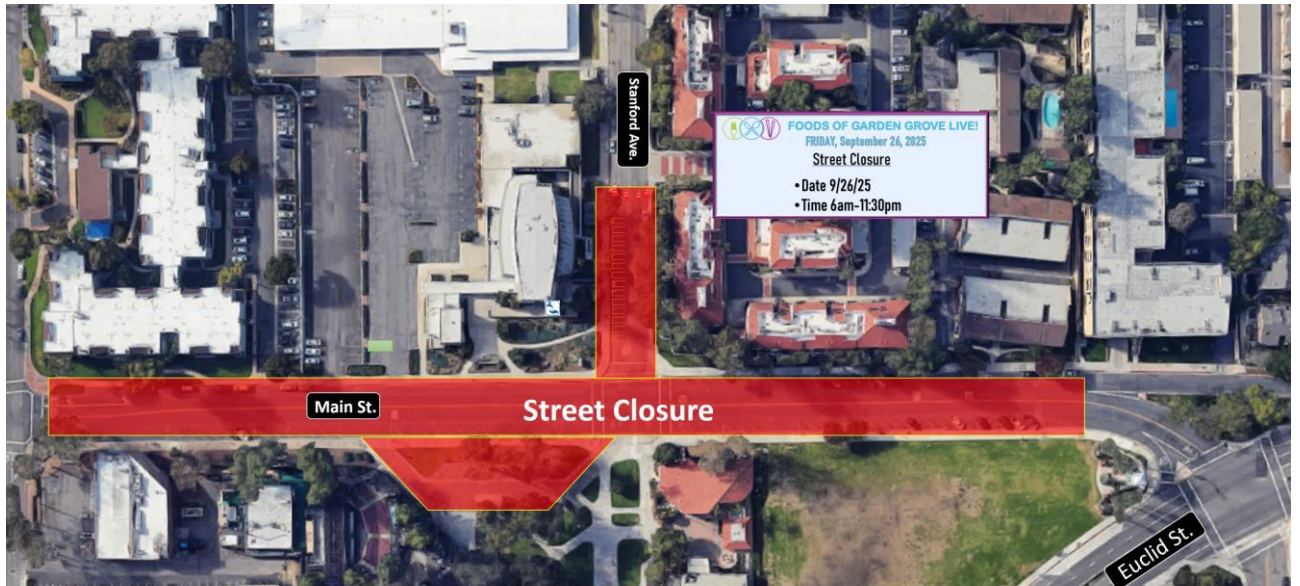 Stanford Ave.
FOODS OF GARDEN GROVE LIVE!
FRIDAY, September 26, 2025
Street Closure
•Date 9/26/25
•Time 6am-11:30pm
Main St.
Street Closure
Euclid St.